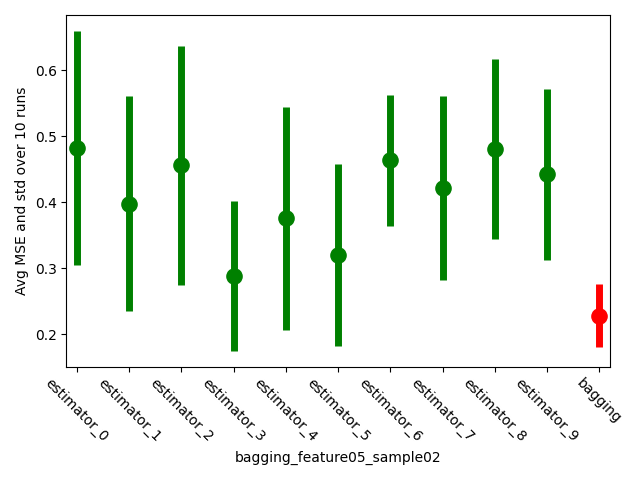 Avg MSE and std over 10 runs
0.6
0.5
0.4
0.3
0.2
estimator_0
estimator_1
estimator_2
estimator_3
estimator_4
estimator_5
estimator_6
estimator_7
estimator_8
estimator_9
bagging
bagging_feature05_sample02